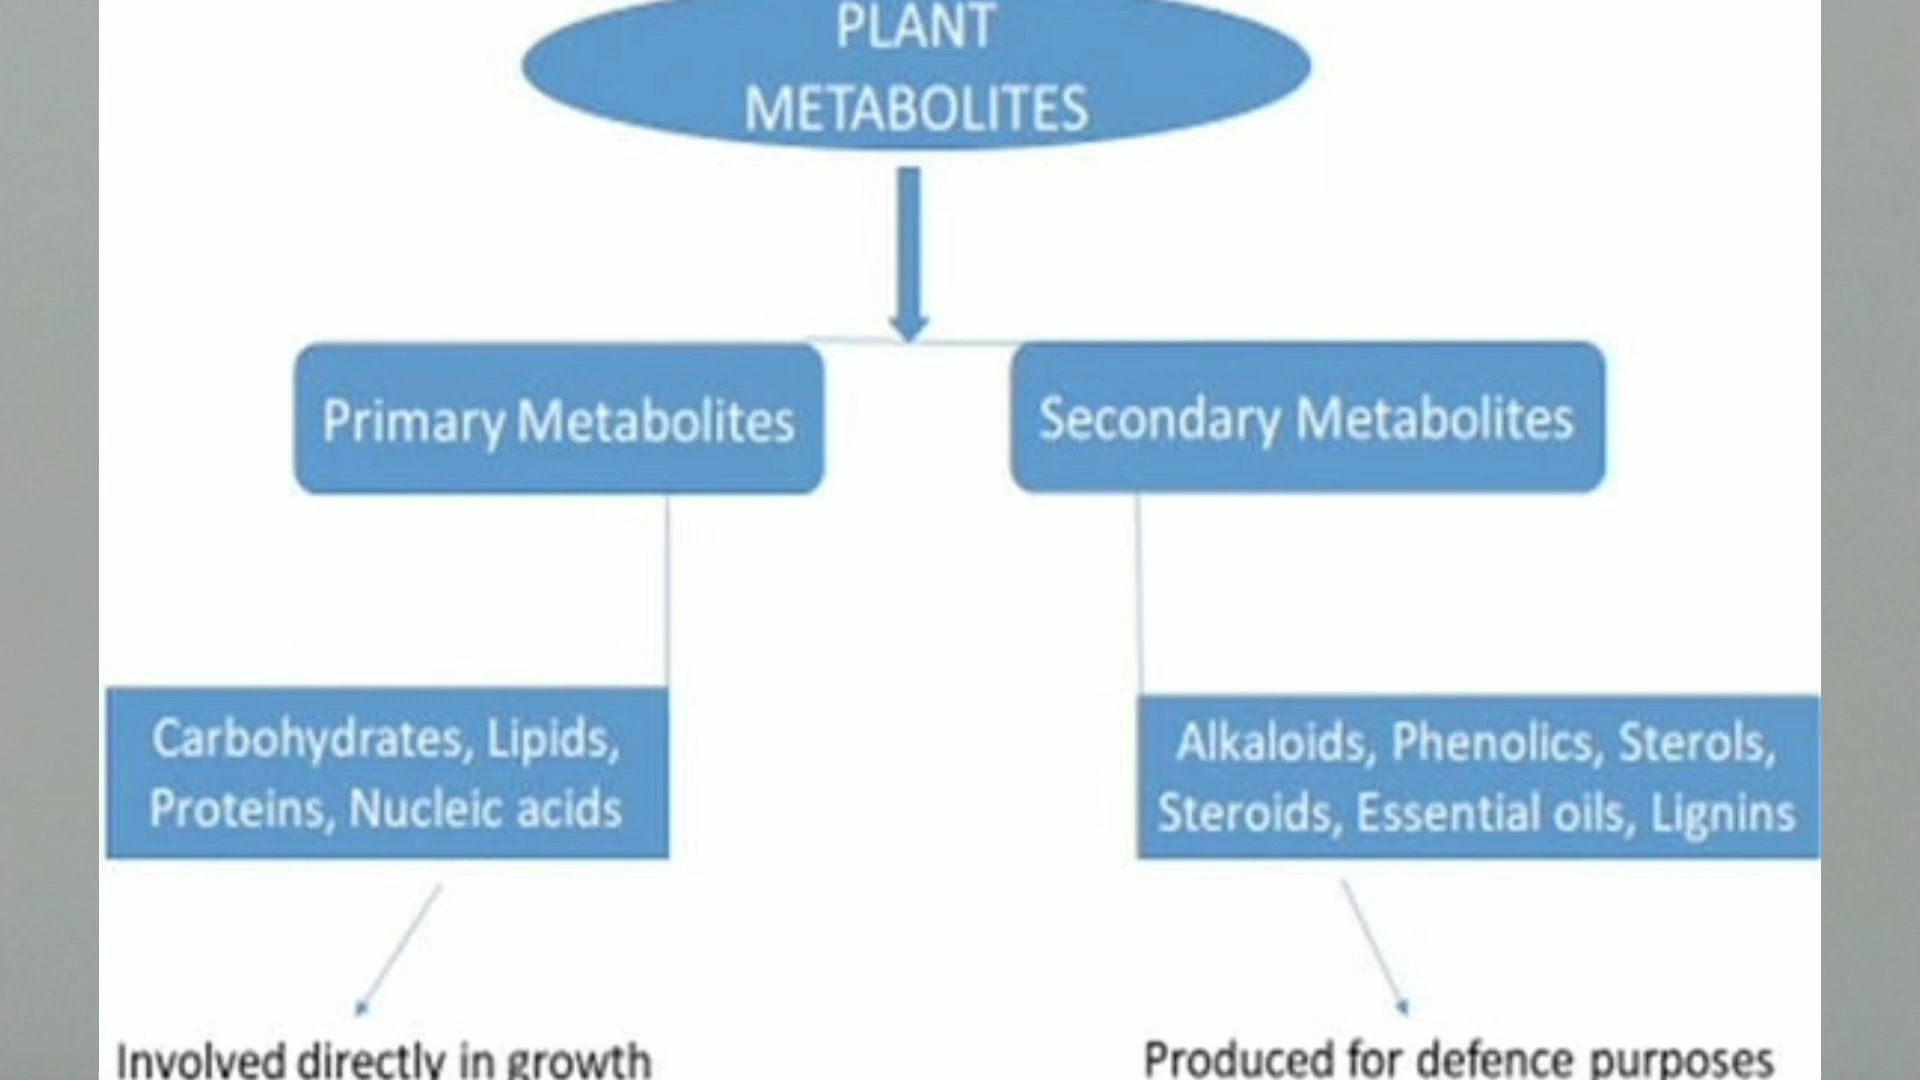 PLANT
METABOLITES
Primary Metabolites
Secondary Metabolites
Carbohydrates, Lipids,
Proteins, Nucleic acids
Alkaloids, Phenolics, Sterols,
Steroids, Essential oils, Lignins
Involved directly in growth
Produced for defence purposes